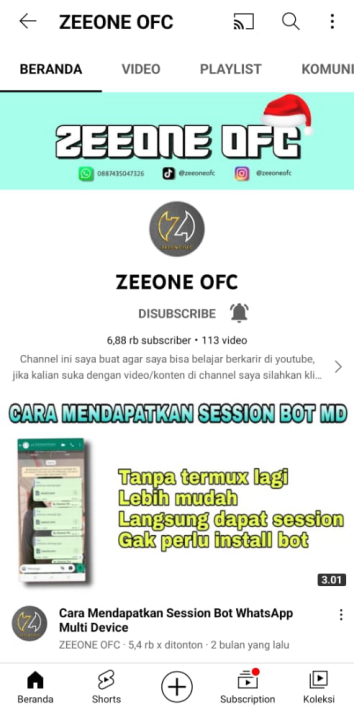 ZEEONE OFC
BERANDA VIDEO PLAYLIST KOMUNI
ZEEONE OFC
0887435047326 @zeeoneofc @zeeoneofc
ZEEONE OFC
DISUBSCRIBE
6,88 rb subscriber • 113 video
Channel ini saya buat agar saya bisa belajar berkarir di youtube,
jika kalian suka dengan video/konten di channel saya silahkan kli...
CARA MENDAPATKAN SESSION BOT MD
Tanpa termux lagi
Lebih mudah
Langsung dapat session
Gak perlu install bot
3.01
Cara Mendapatkan Session Bot WhatsApp
Multi Device
ZEEONE OFC · 5,4 rb x ditonton · 2 bulan yang lalu
Beranda Shorts Subscription Koleksi